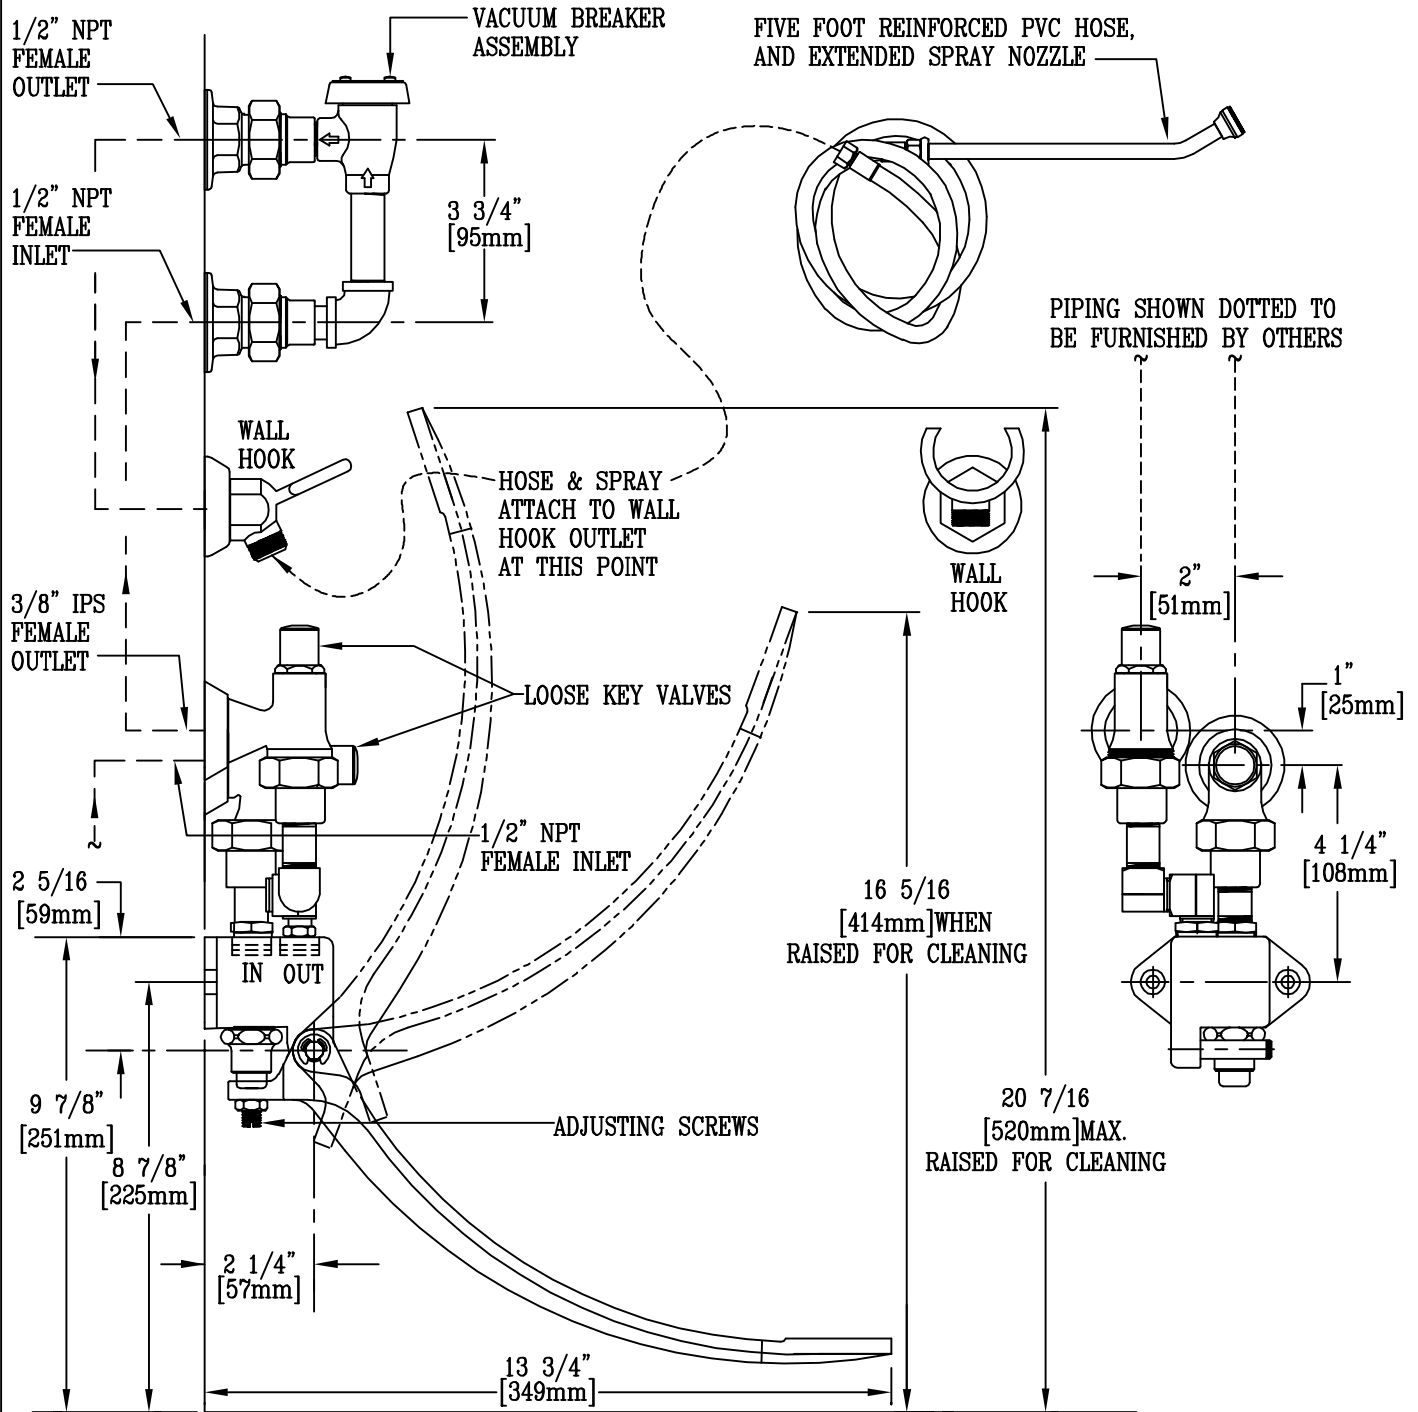 1/2" NPT
FEMALE
OUTLET
VACUUM BREAKER
ASSEMBLY
FIVE FOOT REINFORCED PVC HOSE,
AND EXTENDED SPRAY NOZZLE
1/2" NPT
FEMALE
INLET
3 3/4"
[95mm]
PIPING SHOWN DOTTED TO
BE FURNISHED BY OTHERS
WALL
HOOK
HOSE & SPRAY
ATTACH TO WALL
HOOK OUTLET
AT THIS POINT
WALL
HOOK
2"
[51mm]
3/8" IPS
FEMALE
OUTLET
LOOSE KEY VALVES
1"
[25mm]
1/2" NPT
FEMALE INLET
4 1/4"
[108mm]
2 5/16
[59mm]
16 5/16
[414mm]WHEN
RAISED FOR CLEANING
IN OUT
9 7/8"
[251mm]
ADJUSTING SCREWS
20 7/16
[520mm]MAX.
RAISED FOR CLEANING
8 7/8"
[225mm]
2 1/4"
[57mm]
13 3/4"
[349mm]